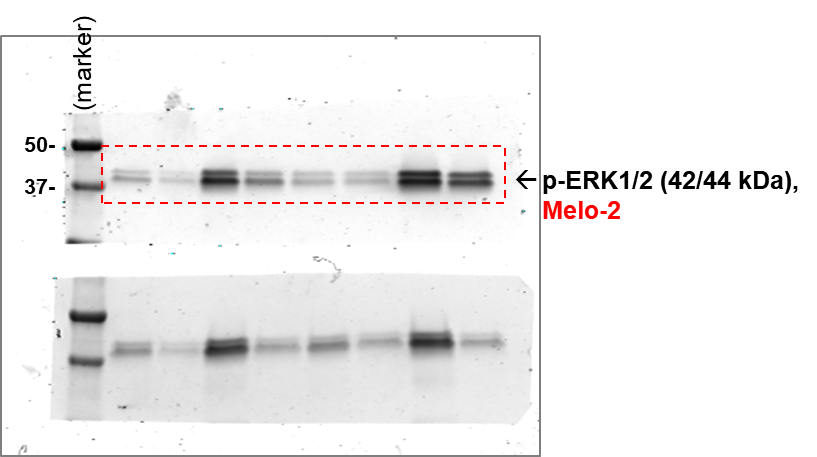 (marker)
50-
37-
←p-ERK1/2 (42/44 kDa),
Melo-2